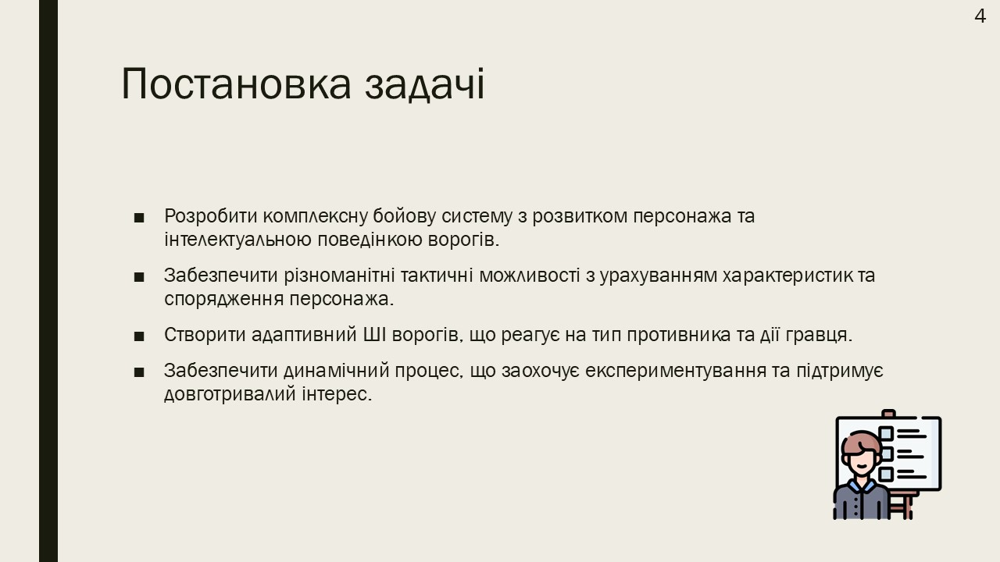 4
Постановка задачі
■ Розробити комплексну бойову систему з розвитком персонажа та
інтелектуальною поведінкою ворогів.
■ Забезпечити різноманітні тактичні можливості з урахуванням характеристик та
спорядження персонажа.
■ Створити адаптивний ШІ ворогів, що реагує на тип противника та дії гравця.
■ Забезпечити динамічний процес, що заохочує експериментування та підтримує
довготривалий інтерес.